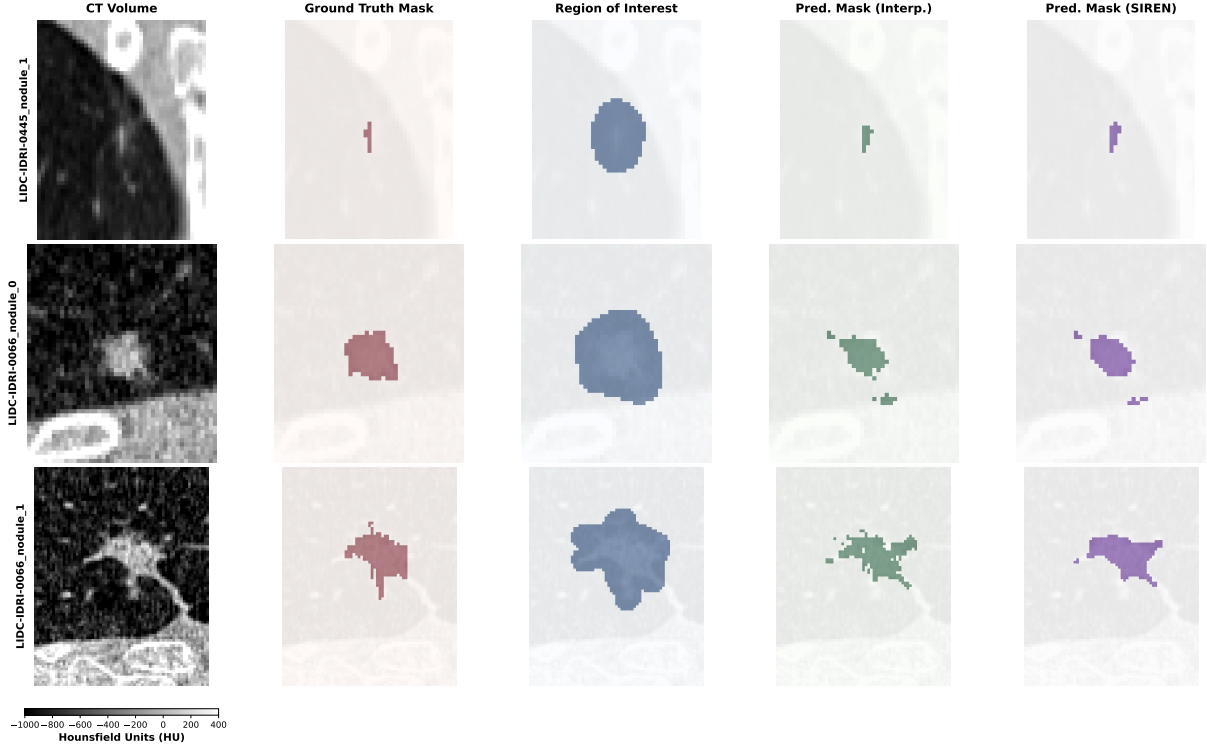 CT Volume
Ground Truth Mask
Region of Interest
Pred. Mask (Interp.)
Pred. Mask (SIREN)
LIDC-IDRI-0445_nodule_1
LIDC-IDRI-0066_nodule_0
LIDC-IDRI-0066_nodule_1
−1000 −800 −600 −400 −200 0 200 400
Hounsfield Units (HU)